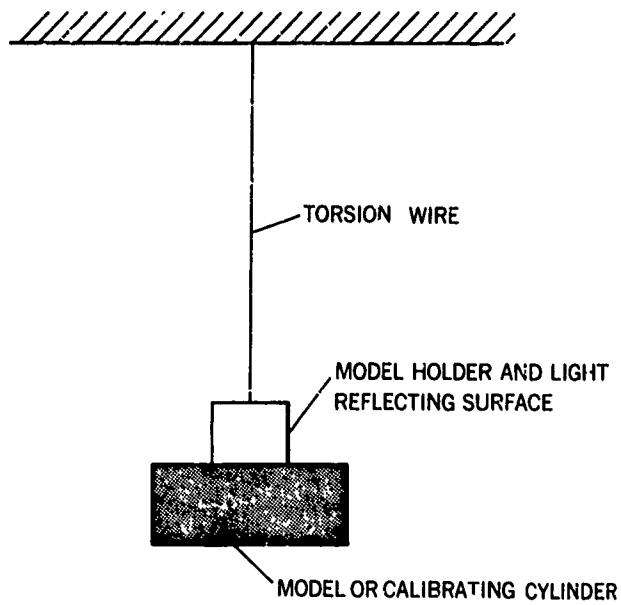 TORSION WIRE
MODEL HOLDER AND LIGHT
REFLECTING SURFACE
MODEL OR CALIBRATING CYLINDER